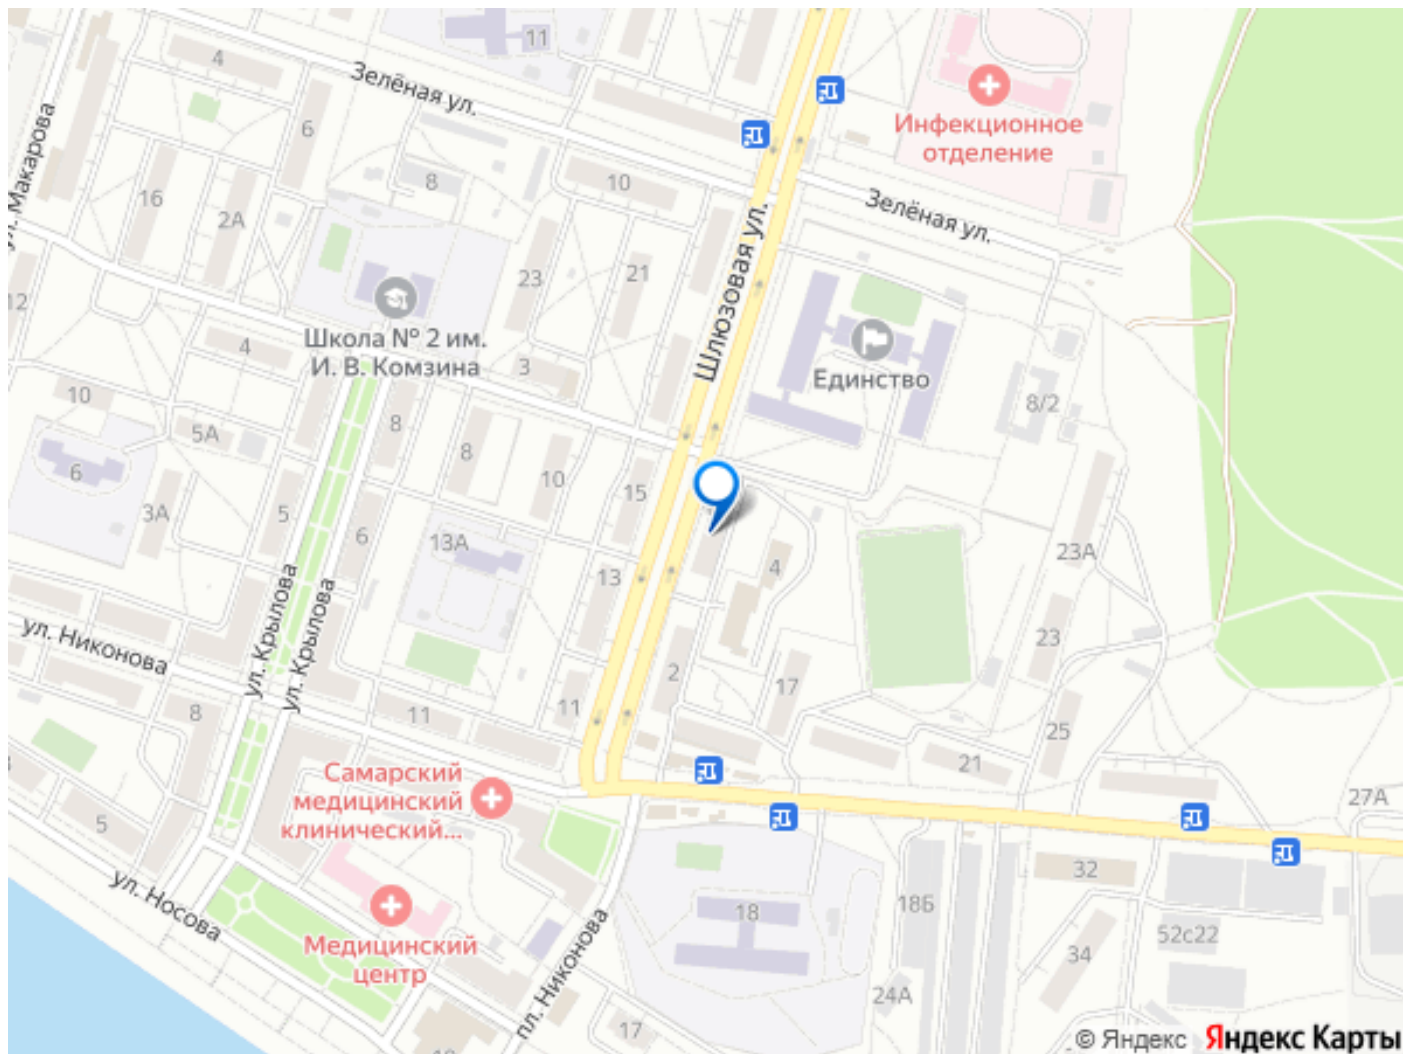 11
4
Зелёная ул.
6
Инфекционное
отделение
ул. Макарова
16
2А
8
10
Зелёная ул.
Шлюзовая ул.
23
21
12
Школа № 2 им.
И. В. Комзина
4
3
Единство
8/2
10
5А
8
8
10
15
6
3А
5
6
13А
13
4
23А
ул. Крылова
ул. Крылова
ул. Никонова
23
2
17
8
11
11
25
21
Самарский
медицинский
клинический...
27А
5
32
ул. Носова
18
18Б
52с22
Медицинский
центр
пл. Никонова
34
24А
17
© Яндекс Яндекс Карты